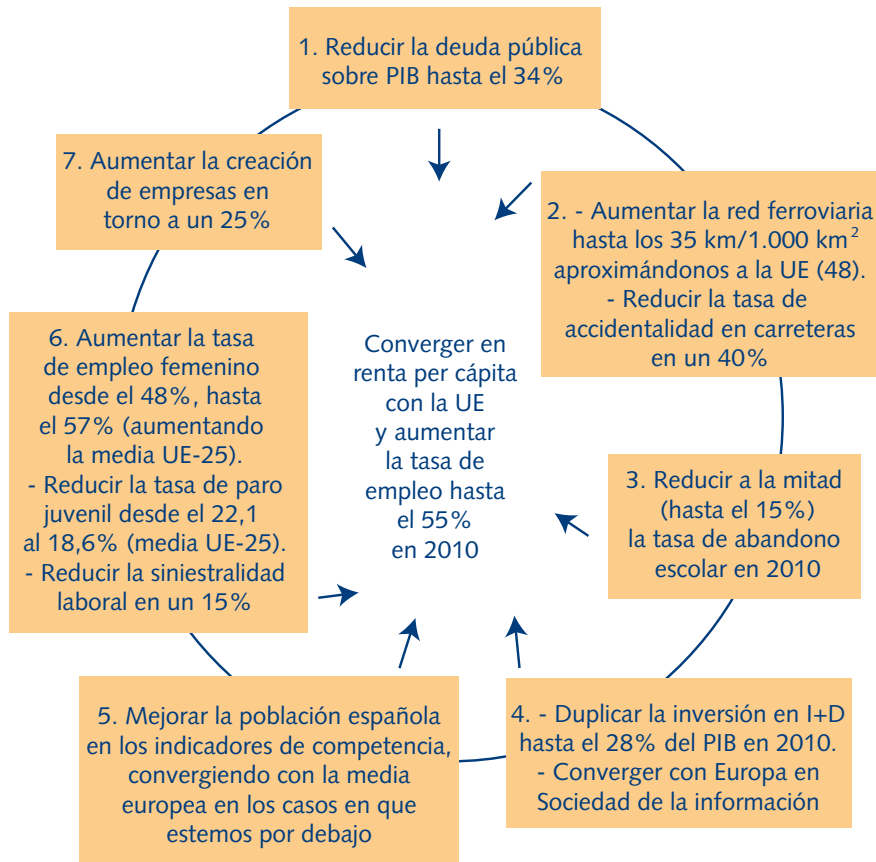 1. Reducir la deuda pública
sobre PIB hasta el 34%
2. - Aumentar la red ferroviaria
hasta los 35 km/1.000 km²
aproximándonos a la UE (48).
- Reducir la tasa de
accidentalidad en carreteras
en un 40%
3. Reducir a la mitad
(hasta el 15%)
la tasa de abandono
escolar en 2010
4. - Duplicar la inversión en I+D
hasta el 28% del PIB en 2010.
- Converger con Europa en
Sociedad de la información
5. Mejorar la población española
en los indicadores de competencia,
convergiendo con la media
europea en los casos en que
estemos por debajo
6. Aumentar la tasa
de empleo femenino
desde el 48%, hasta
el 57% (aumentando
la media UE-25).
- Reducir la tasa de paro
juvenil desde el 22,1
al 18,6% (media UE-25).
- Reducir la siniestralidad
laboral en un 15%
7. Aumentar la creación
de empresas en
torno a un 25%
Converger en
renta per cápita
con la UE
y aumentar
la tasa de
empleo hasta
el 55%
en 2010